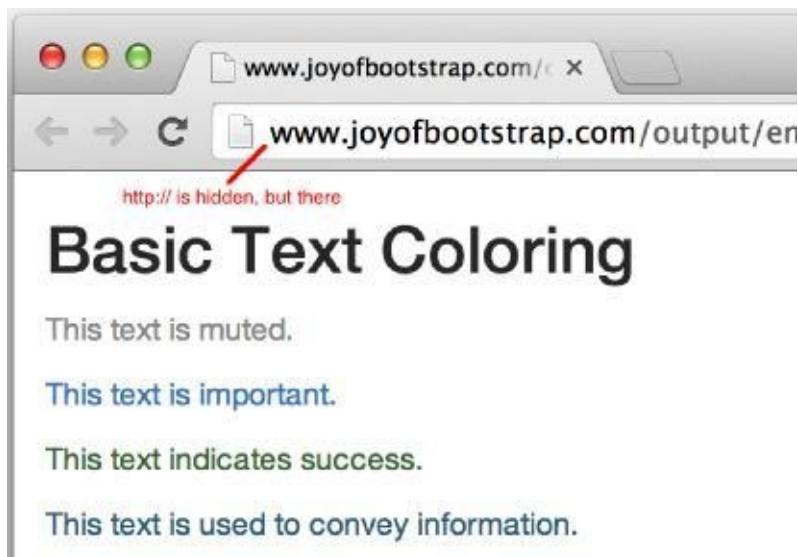 www.joyofbootstrap.com/
www.joyofbootstrap.com/output/en
http:// is hidden, but there
Basic Text Coloring
This text is muted.
This text is important.
This text indicates success.
This text is used to convey information.